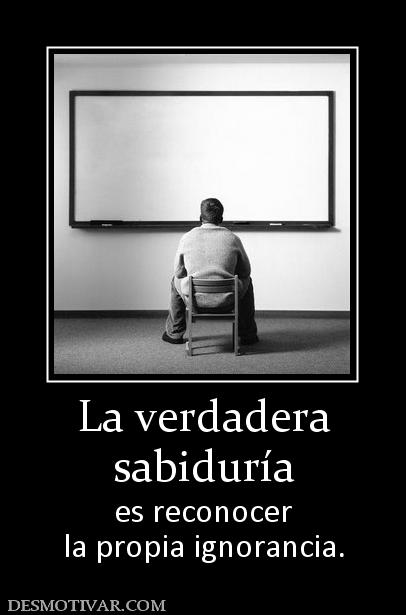 La verdadera
sabiduría
es reconocer
la propia ignorancia.
DESMOTIVAR.COM